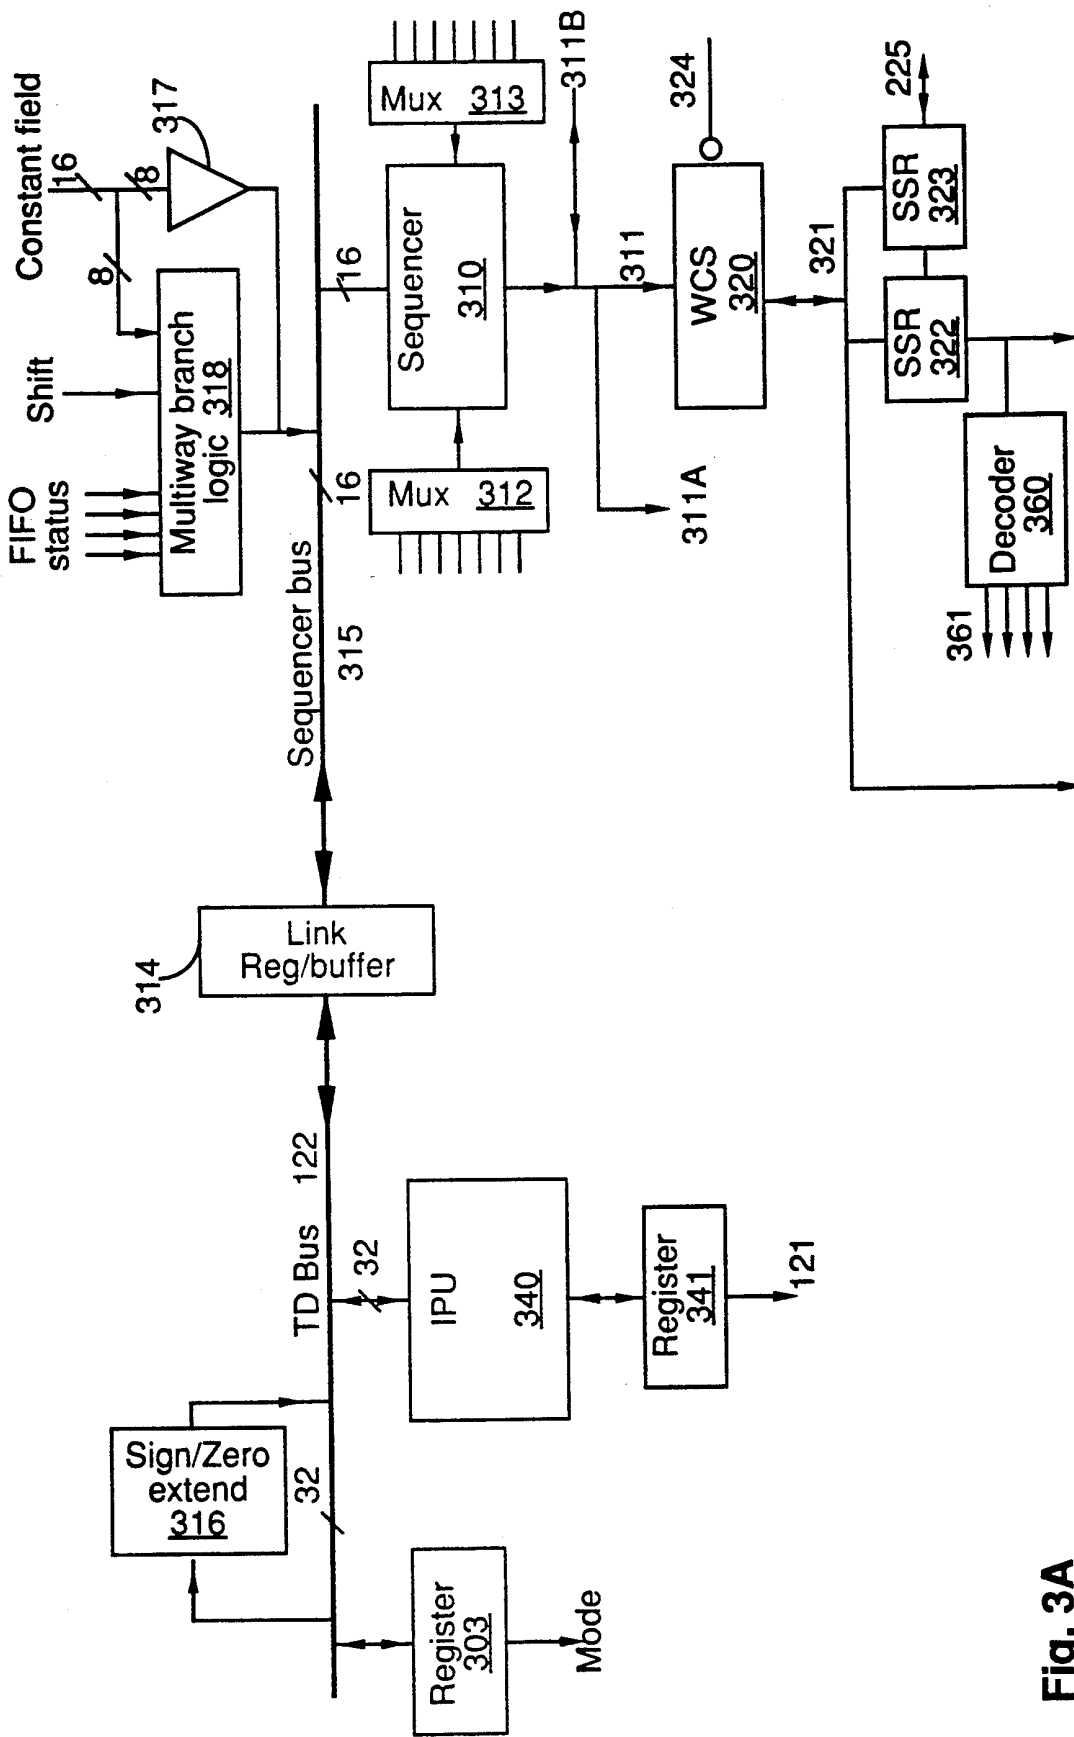 FIFO
status
Shift
Constant field
16
8
8
317
Multiway branch
logic 318
Sequencer bus
315
16
16
Mux 312
Sequencer
310
Mux 313
311B
311
311A
WCS
320
324
321
SSR
322
SSR
323
225
Decoder
360
361
314
Link
Reg/buffer
TD Bus 122
32
32
Sign/Zero
extend
316
IPU
340
Register
341
121
Register
303
Mode
Fig. 3A